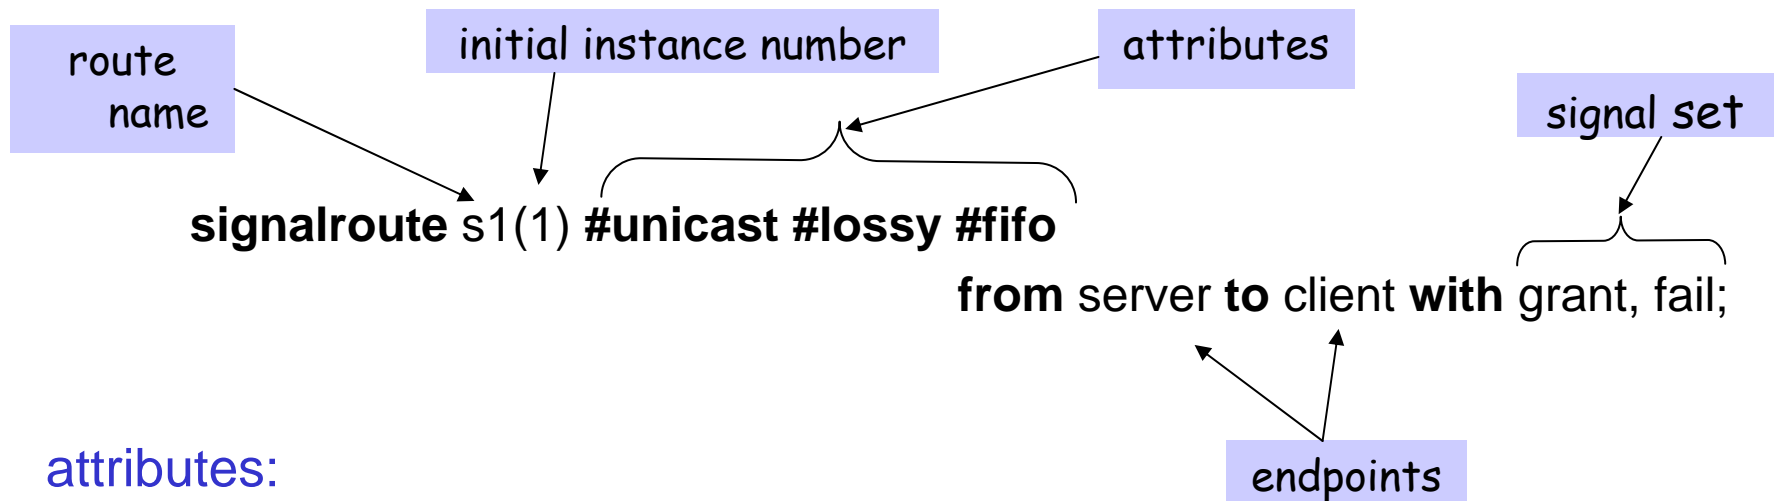 initial instance number
attributes
route
name
signal set
signalroute s1(1) #unicast #lossy #fifo
from server to client with grant, fail;
attributes:
endpoints